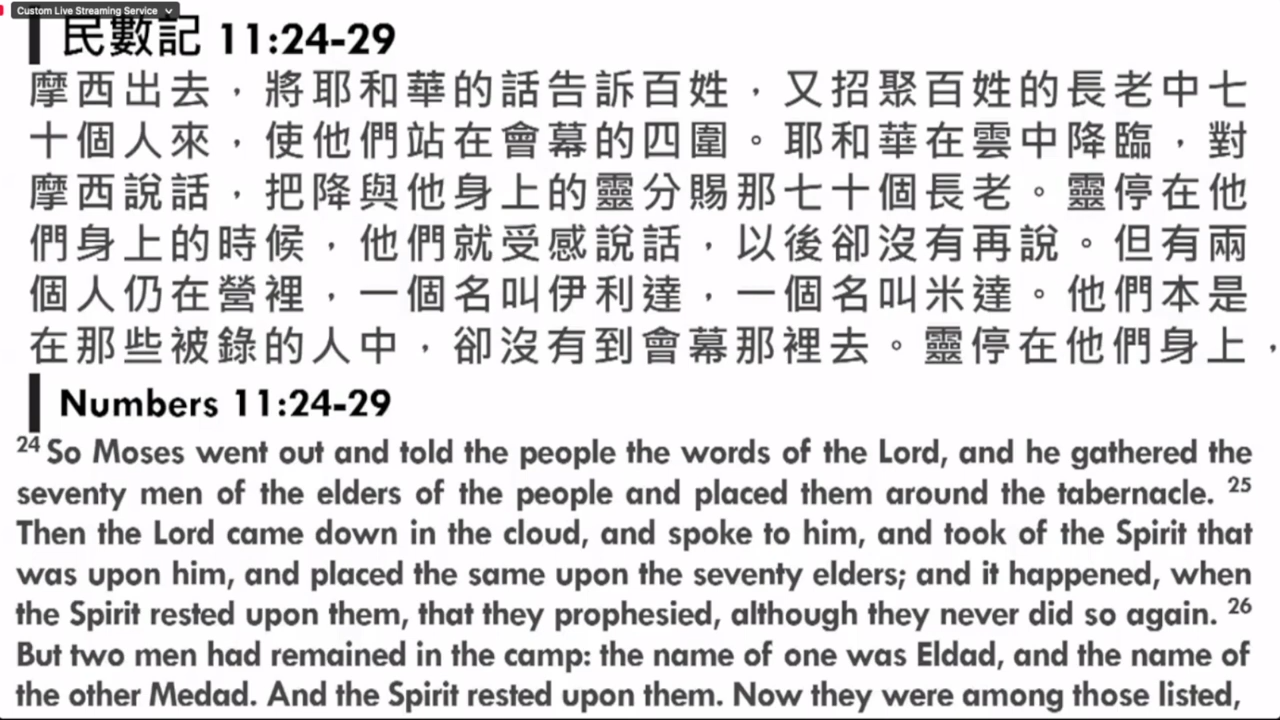 Custom Live Streaming Service
民數記 11:24-29
摩西出去，將耶和華的話告訴百姓，又招聚百姓的長老中七
十個人來，使他們站在會幕的四圍。耶和華在雲中降臨，對
摩西說話，把降與他身上的靈分賜那七十個長老。靈停在他
們身上的時候，他們就受感說話，以後卻沒有再說。但有兩
個人仍在營裡，一個名叫伊利達，一個名叫米達。他們本是
在那些被錄的人中，卻沒有到會幕那裡去。靈停在他們身上，
Numbers 11:24-29
24 So Moses went out and told the people the words of the Lord, and he gathered the
seventy men of the elders of the people and placed them around the tabernacle. 25
Then the Lord came down in the cloud, and spoke to him, and took of the Spirit that
was upon him, and placed the same upon the seventy elders; and it happened, when
the Spirit rested upon them, that they prophesied, although they never did so again. 26
But two men had remained in the camp: the name of one was Eldad, and the name of
the other Medad. And the Spirit rested upon them. Now they were among those listed,